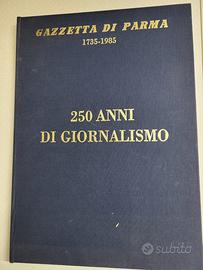 GAZZETTA DI PARMA
1735-1985
250 ANNI
DI GIORNALISMO
subito